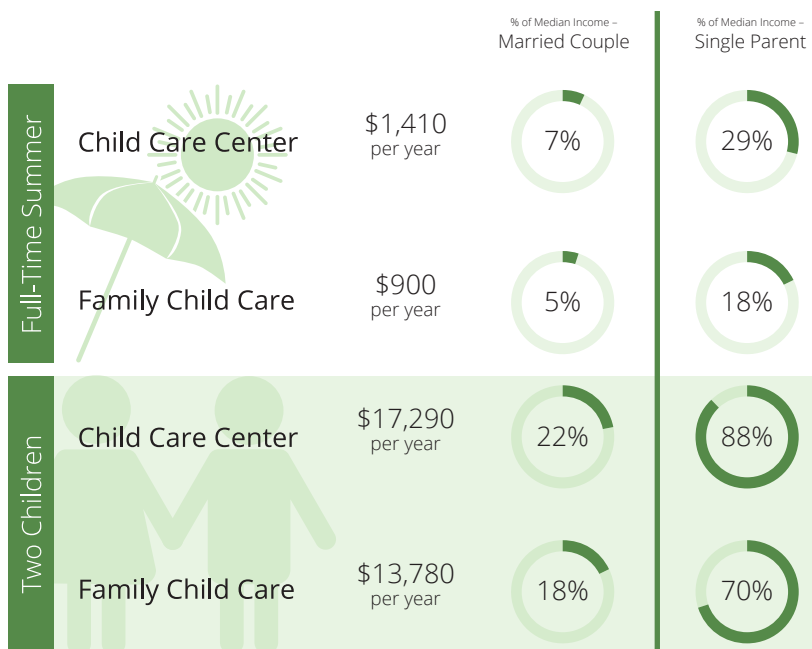 % of Median Income –
Married Couple
% of Median Income –
Single Parent
Full-Time Summer
Child Care Center
$1,410
per year
7%
29%
Family Child Care
$900
per year
5%
18%
Two Children
Child Care Center
$17,290
per year
22%
88%
Family Child Care
$13,780
per year
18%
70%